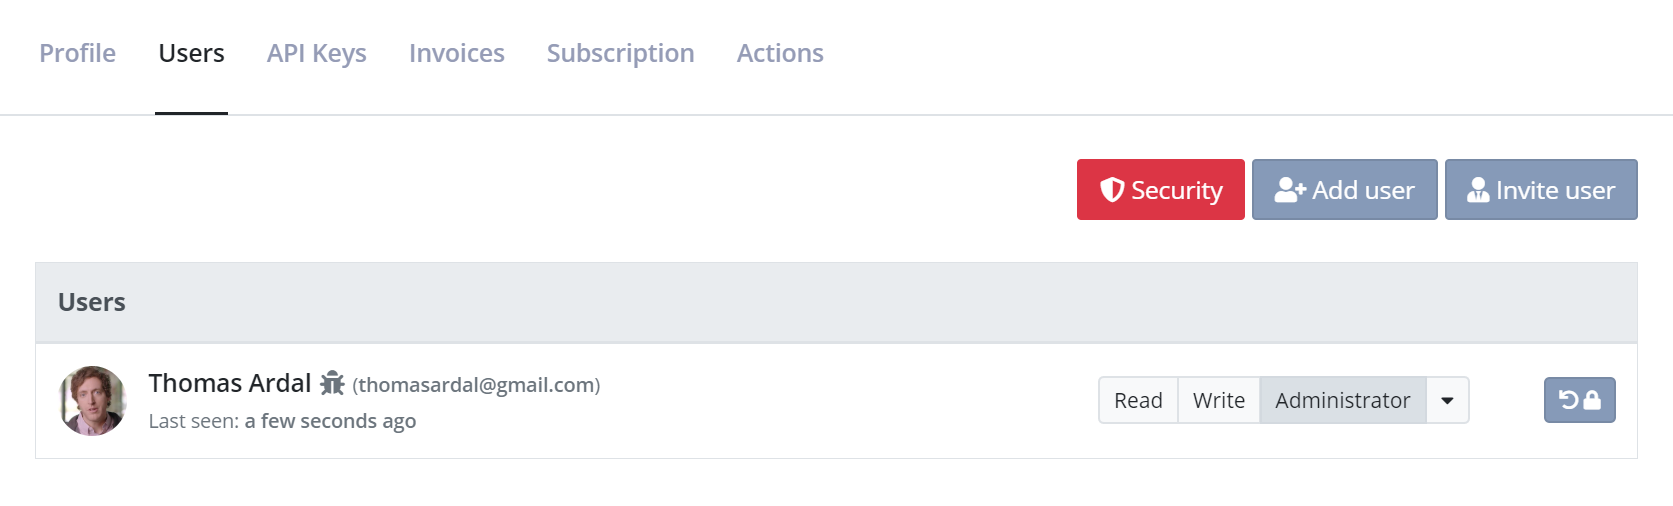 Profile Users API Keys Invoices Subscription Actions
Security Add user Invite user
Users
Thomas Ardal (thomasardal@gmail.com)
Last seen: a few seconds ago
Read Write Administrator